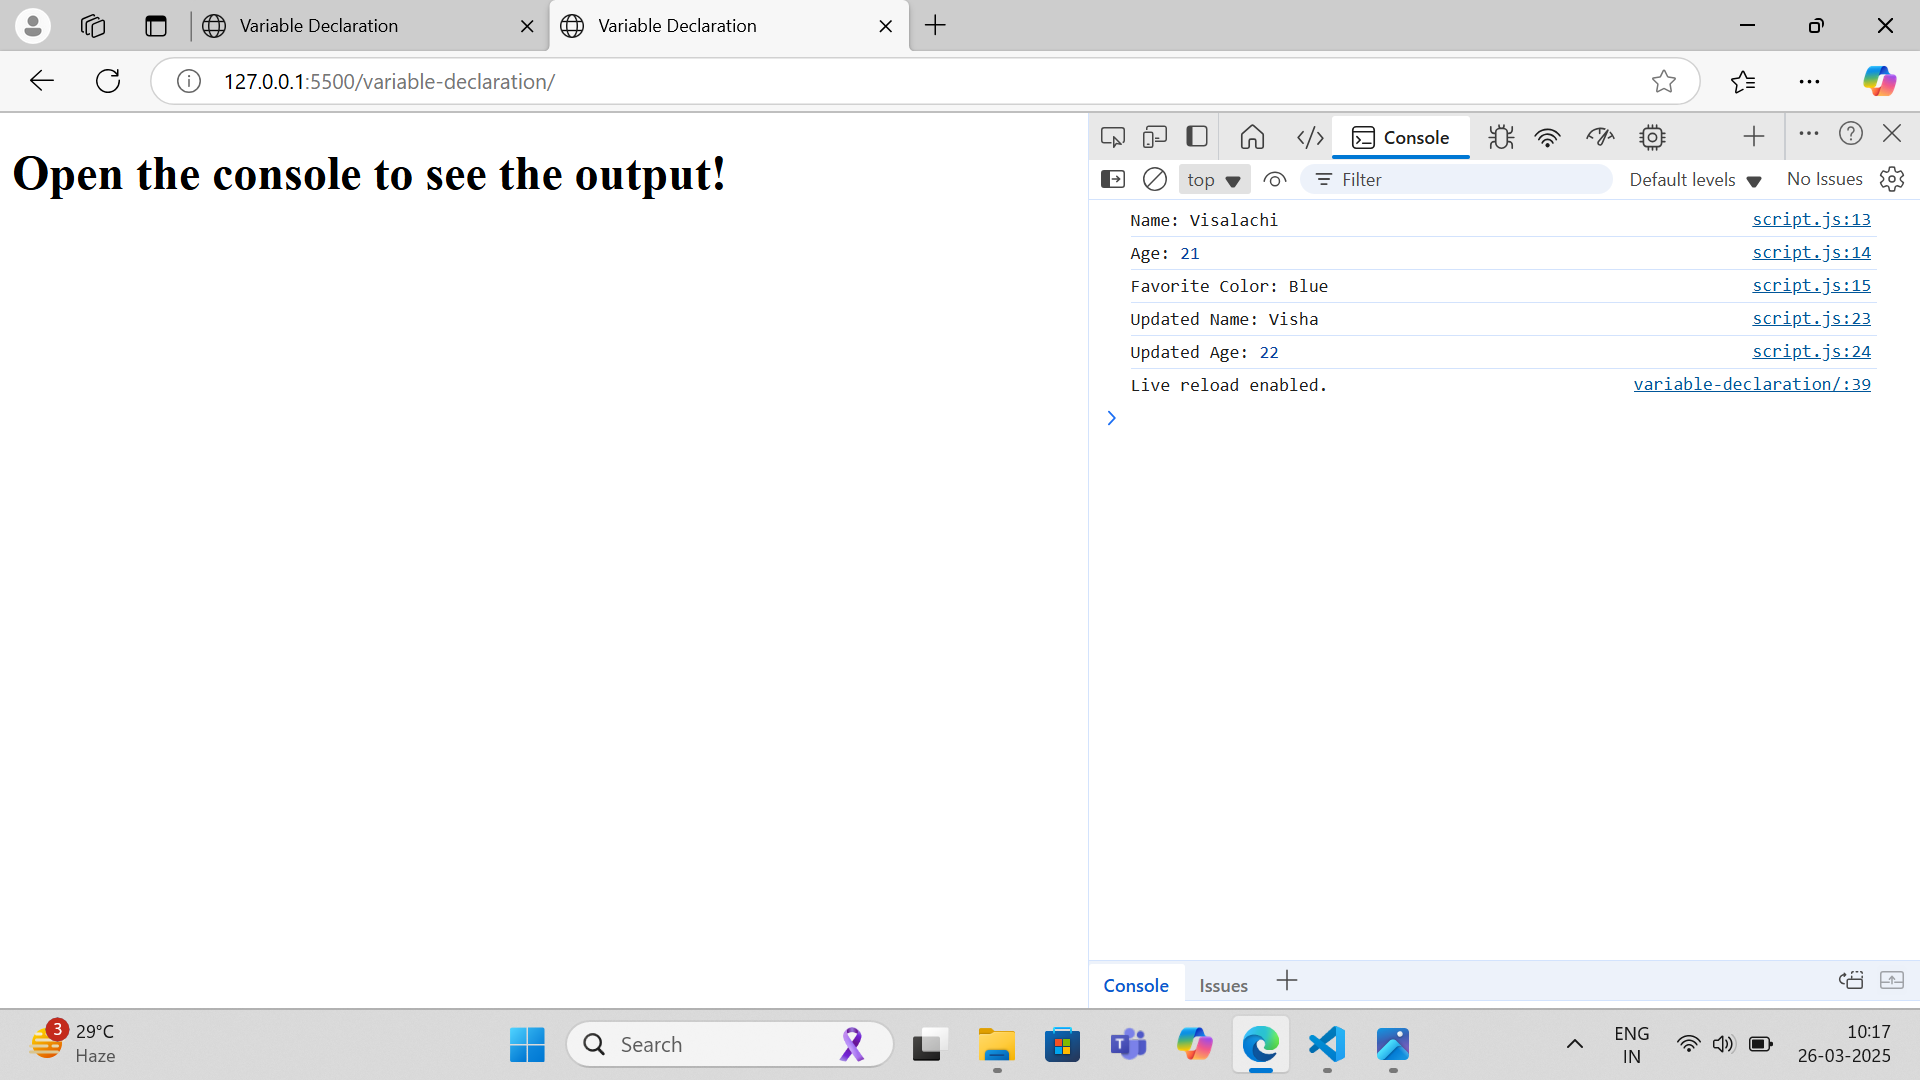 Variable Declaration
Variable Declaration
127.0.0.1:5500/variable-declaration/
Open the console to see the output!
Console
top
Filter
Default levels
No Issues
Name: Visalachi script.js:13
Age: 21 script.js:14
Favorite Color: Blue script.js:15
Updated Name: Visha script.js:23
Updated Age: 22 script.js:24
Live reload enabled. variable-declaration/:39
Console
Issues
3
29°C
Haze
Search
T
ENG
IN
10:17
26-03-2025